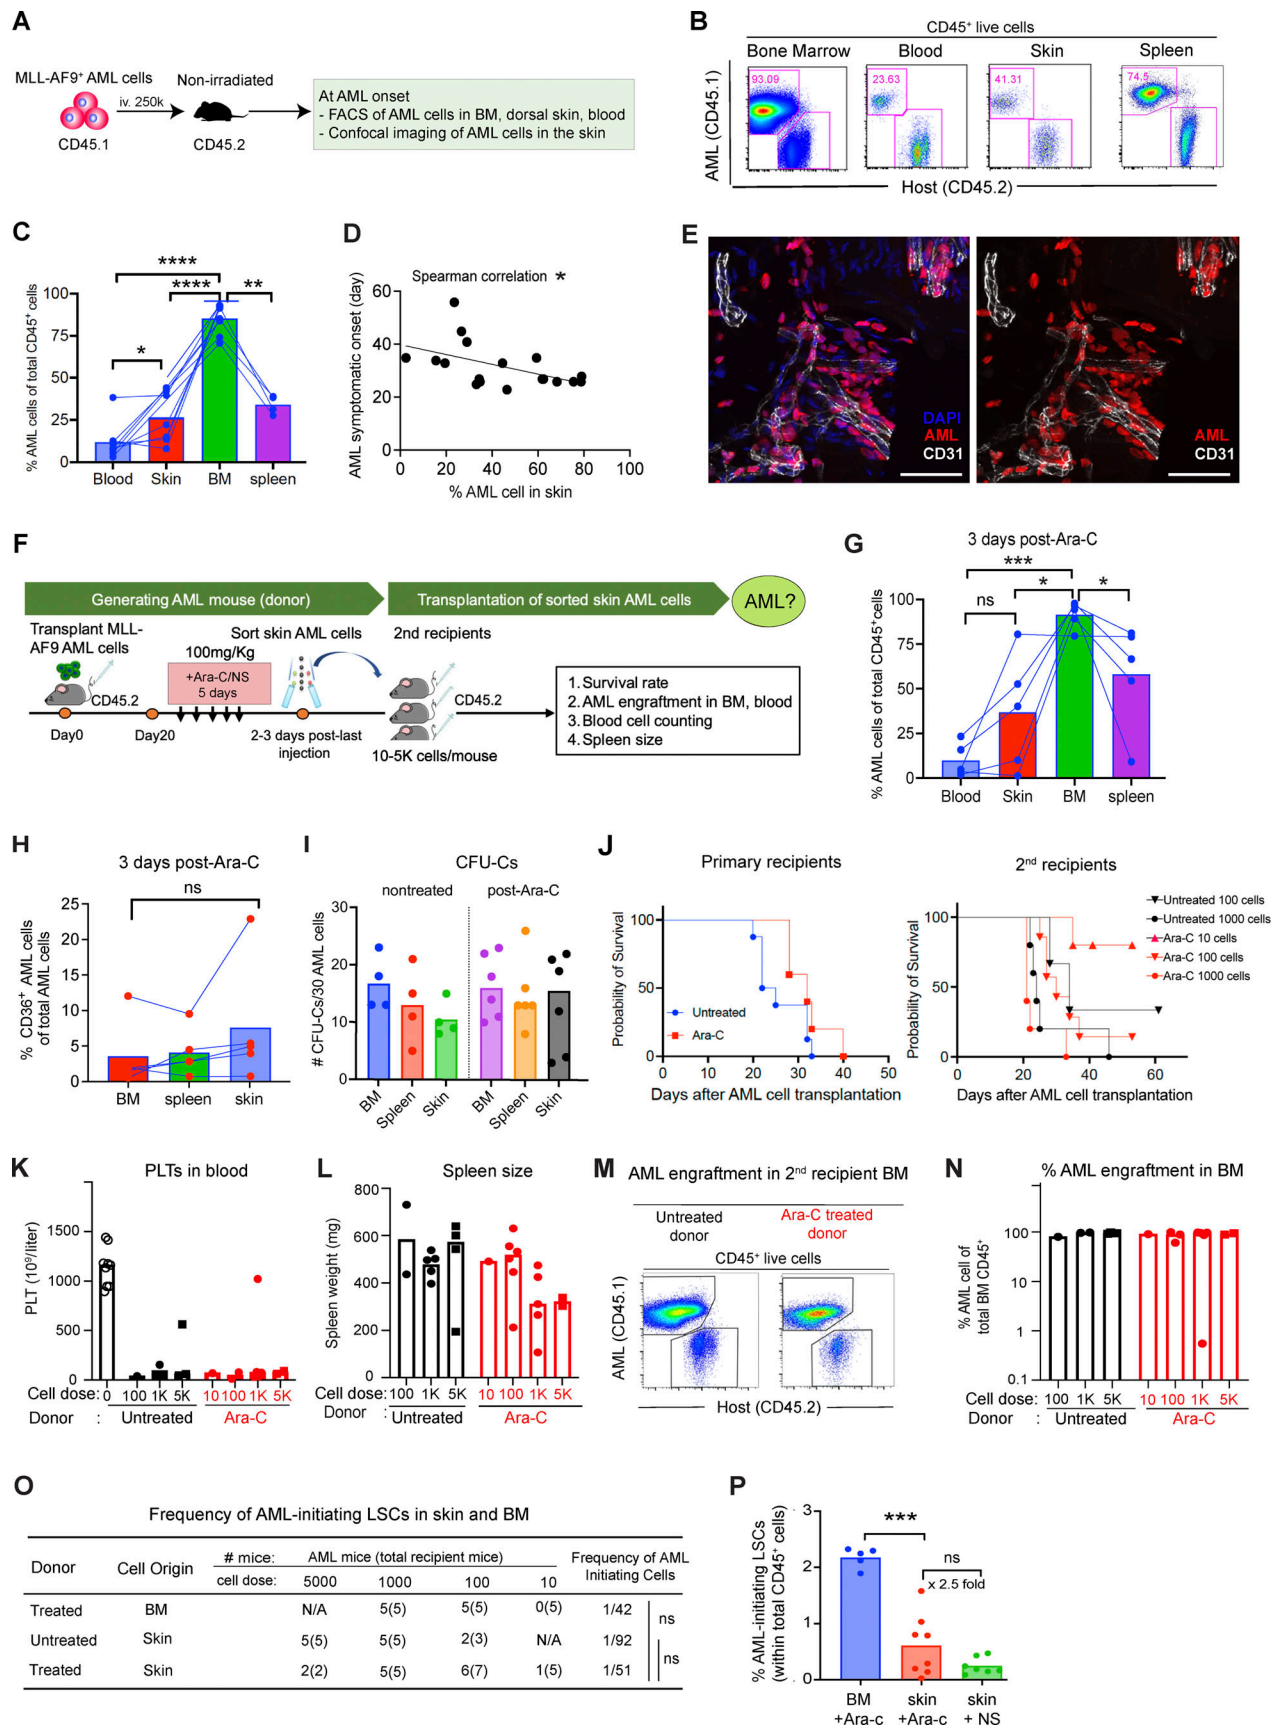 A
MLL-AF9⁺ AML cells
Non-irradiated
iv. 250k
CD45.1
CD45.2
At AML onset
- FACS of AML cells in BM, dorsal skin, blood
- Confocal imaging of AML cells in the skin
B
CD45⁺ live cells
Bone Marrow Blood Skin Spleen
93.09 23.63 41.31 74.5
AML (CD45.1)
Host (CD45.2)
C
**** 
**** **
*
% AML cells of total CD45⁺ cells
100
75
50
25
0
Blood Skin BM spleen
D
Spearman correlation *
AML symptomatic onset (day)
60
40
20
0
0 20 40 60 80 100
% AML cell in skin
E
DAPI
AML
CD31
AML
CD31
F
Generating AML mouse (donor)
Transplantation of sorted skin AML cells
AML?
Transplant MLL-
AF9 AML cells
CD45.2
100mg/Kg
+Ara-C/NS
5 days
Sort skin AML cells
2nd recipients
CD45.2
Day0
Day20
2-3 days post-last
injection
10-5K cells/mouse
1. Survival rate
2. AML engraftment in BM, blood
3. Blood cell counting
4. Spleen size
G
3 days post-Ara-C
***
ns * *
% AML cells of total CD45⁺cells
100
75
50
25
0
Blood Skin BM spleen
H
3 days post-Ara-C
ns
% CD36⁺ AML cells
of total AML cells
25
20
15
10
5
0
BM spleen skin
I
CFU-Cs
nontreated post-Ara-C
# CFU-Cs/30 AML cells
30
20
10
0
BM Spleen Skin BM Spleen Skin
J
Primary recipients
Probability of Survival
100
50
0
Untreated
Ara-C
0 10 20 30 40 50
Days after AML cell transplantation
2ⁿᵈ recipients
Probability of Survival
100
50
0
Untreated 100 cells
Untreated 1000 cells
Ara-C 10 cells
Ara-C 100 cells
Ara-C 1000 cells
0 20 40 60
Days after AML cell transplantation
K
PLTs in blood
PLT (10⁹/liter)
1500
1000
500
0
Cell dose: 0 100 1K 5K 10 100 1K 5K
Donor : Untreated Ara-C
L
Spleen size
Spleen weight (mg)
800
600
400
200
0
Cell dose: 100 1K 5K 10 100 1K 5K
Donor : Untreated Ara-C
M
AML engraftment in 2ⁿᵈ recipient BM
Untreated
donor
Ara-C treated
donor
CD45⁺ live cells
AML (CD45.1)
Host (CD45.2)
N
% AML engraftment in BM
% AML cell of
total BM CD45⁺
100
10
1
0.1
Cell dose: 100 1K 5K 10 100 1K 5K
Donor : Untreated Ara-C
O
Frequency of AML-initiating LSCs in skin and BM
Donor Cell Origin # mice: AML mice (total recipient mice) Frequency of AML
Initiating Cells
cell dose: 5000 1000 100 10
Treated BM N/A 5(5) 5(5) 0(5) 1/42
ns
Untreated Skin 5(5) 5(5) 2(3) N/A 1/92
ns
Treated Skin 2(2) 5(5) 6(7) 1(5) 1/51
P
% AML-initiating LSCs
(within total CD45⁺ cells)
3
2
1
0
***
ns
x 2.5 fold
BM
+Ara-c
skin
+Ara-c
skin
+ NS